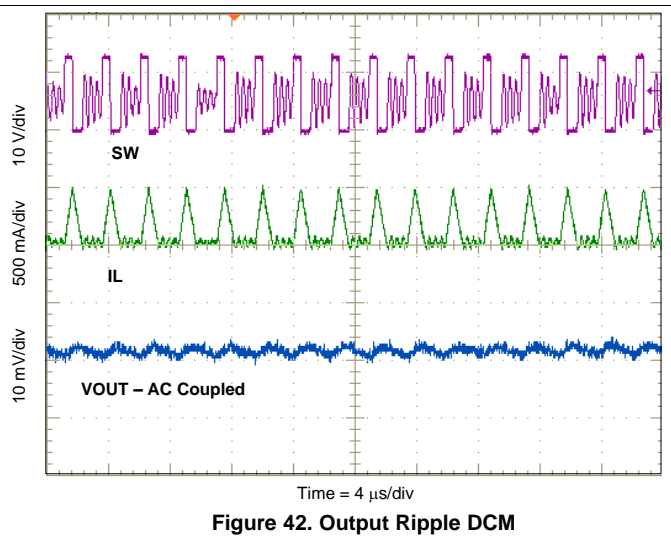 10 V/div
SW
500 mA/div
IL
10 mV/div
VOUT – AC Coupled
Time = 4 μs/div
Figure 42. Output Ripple DCM